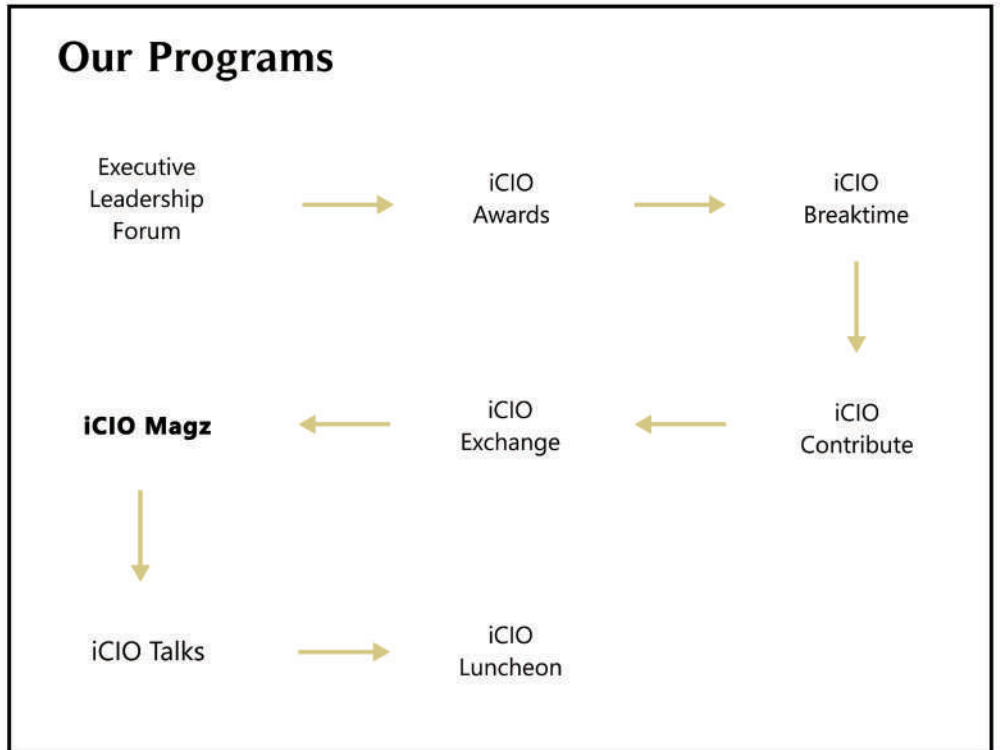 Our Programs
Executive
Leadership
Forum
iCIO
Awards
iCIO
Breaktime
iCIO
Contribute
iCIO
Exchange
iCIO Magz
iCIO Talks
iCIO
Luncheon